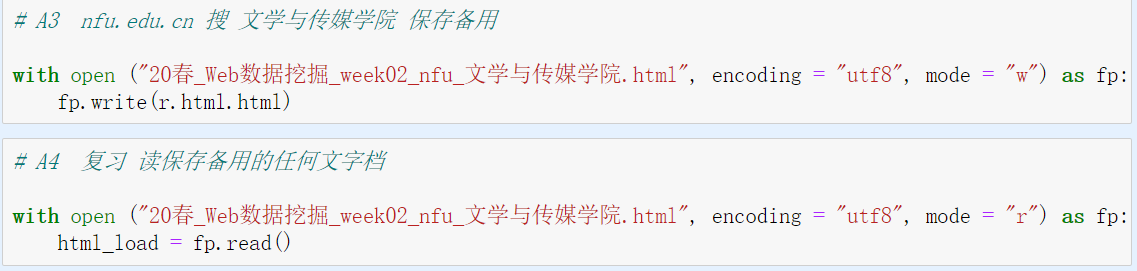 # A3  nfu.edu.cn 搜 文学与传媒学院 保存备用
with open ("20春_Web数据挖掘_week02_nfu_文学与传媒学院.html", encoding = "utf8", mode = "w") as fp:
    fp.write(r.html.html)
# A4  复习 读保存备用的任何文字档
with open ("20春_Web数据挖掘_week02_nfu_文学与传媒学院.html", encoding = "utf8", mode = "r") as fp:
    html_load = fp.read()